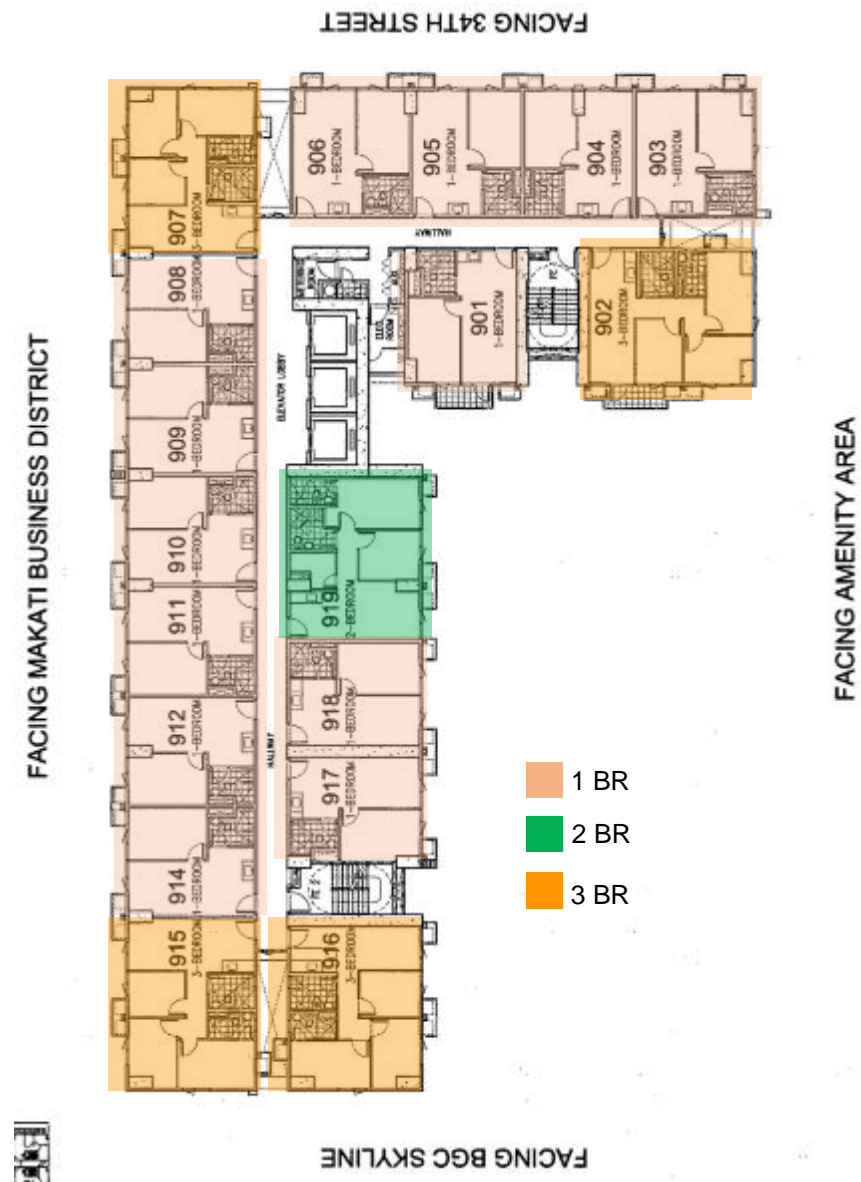 FACING 34TH STREET
906
1-BEDROOM
905
1-BEDROOM
904
1-BEDROOM
903
1-BEDROOM
907
3-BEDROOM
HALLWAY
908
1-BEDROOM
901
1-BEDROOM
FE
902
3-BEDROOM
ELEC. ROOM
ELEVATOR LOBBY
909
1-BEDROOM
910
1-BEDROOM
919
2-BEDROOM
911
1-BEDROOM
918
1-BEDROOM
912
1-BEDROOM
HALLWAY
917
1-BEDROOM
914
1-BEDROOM
915
3-BEDROOM
916
3-BEDROOM
FACING MAKATI BUSINESS DISTRICT
FACING AMENITY AREA
1 BR
2 BR
3 BR
FACING BGC SKYLINE